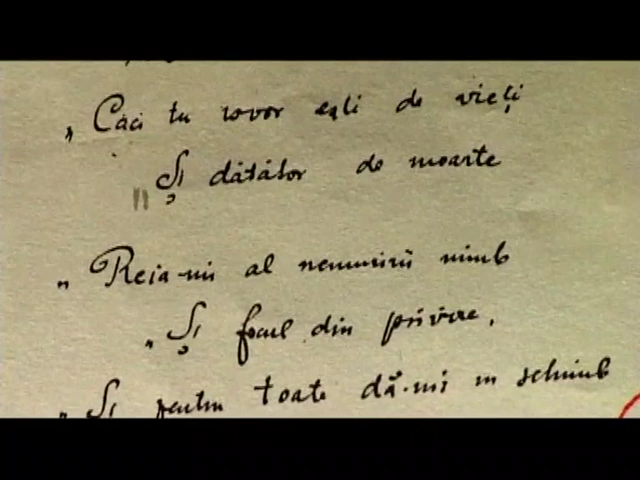 „Căci tu izvor ești de vieți
„Și dătător de moarte
„Reia-mi al nemuririi nimb
„Și focul din privire,
„Și pentru toate dă-mi în schimb